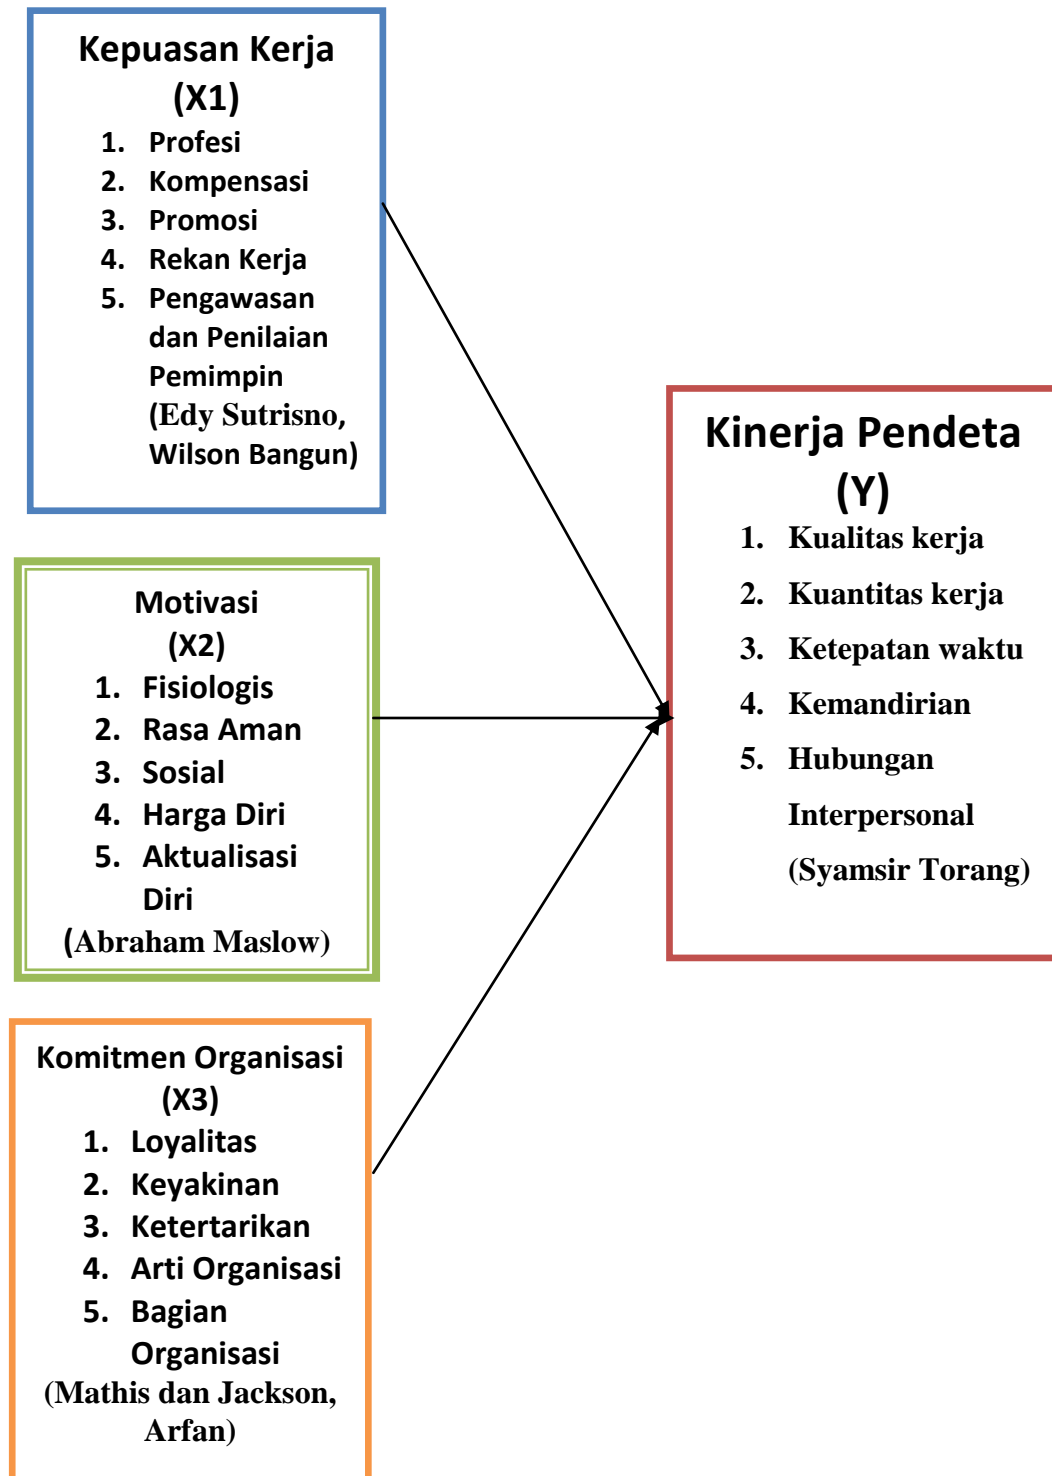 Kepuasan Kerja
(X1)
1. Profesi
2. Kompensasi
3. Promosi
4. Rekan Kerja
5. Pengawasan
dan Penilaian
Pemimpin
(Edy Sutrisno,
Wilson Bangun)
Motivasi
(X2)
1. Fisiologis
2. Rasa Aman
3. Sosial
4. Harga Diri
5. Aktualisasi
Diri
(Abraham Maslow)
Komitmen Organisasi
(X3)
1. Loyalitas
2. Keyakinan
3. Ketertarikan
4. Arti Organisasi
5. Bagian
Organisasi
(Mathis dan Jackson,
Arfan)
Kinerja Pendeta
(Y)
1. Kualitas kerja
2. Kuantitas kerja
3. Ketepatan waktu
4. Kemandirian
5. Hubungan
Interpersonal
(Syamsir Torang)